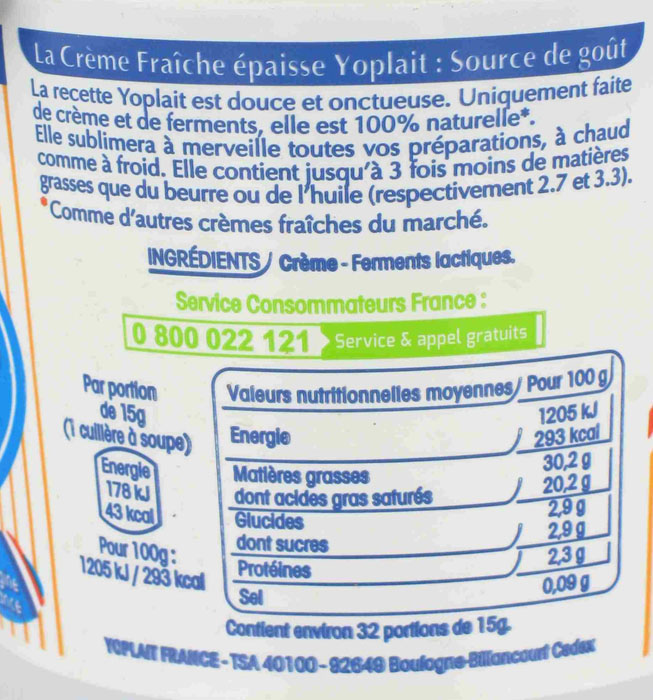 La Crème Fraîche épaisse Yoplait : Source de goût
La recette Yoplait est douce et onctueuse. Uniquement faite
de crème et de ferments, elle est 100% naturelle*.
Elle sublimera à merveille toutes vos préparations, à chaud
comme à froid. Elle contient jusqu'à 3 fois moins de matières
grasses que du beurre ou de l'huile (respectivement 2.7 et 3.3).
*Comme d'autres crèmes fraîches du marché.
INGRÉDIENTS / Crème - Ferments lactiques.
Service Consommateurs France :
0 800 022 121 Service & appel gratuits
Par portion
de 15g
(1 cuillère à soupe)
Energie
178 kJ
43 kcal
Pour 100g :
1205 kJ / 293 kcal
Valeurs nutritionnelles moyennes / Pour 100 g
Energie 1205 kJ
293 kcal
Matières grasses 30,2 g
dont acides gras saturés 20,2 g
Glucides 2,9 g
dont sucres 2,9 g
Protéines 2,3 g
Sel 0,09 g
Contient environ 32 portions de 15g.
YOPLAIT FRANCE - TSA 40100 - 92649 Boulogne-Billancourt Cedex